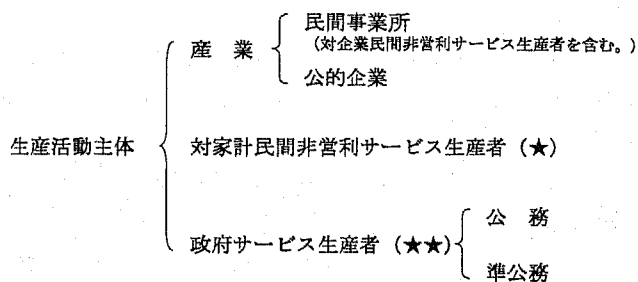 生産活動主体
産 業
民間事業所
(対企業民間非営利サービス生産者を含む。)
公的企業
対家計民間非営利サービス生産者 (★)
政府サービス生産者 (★★)
公 務
準公務